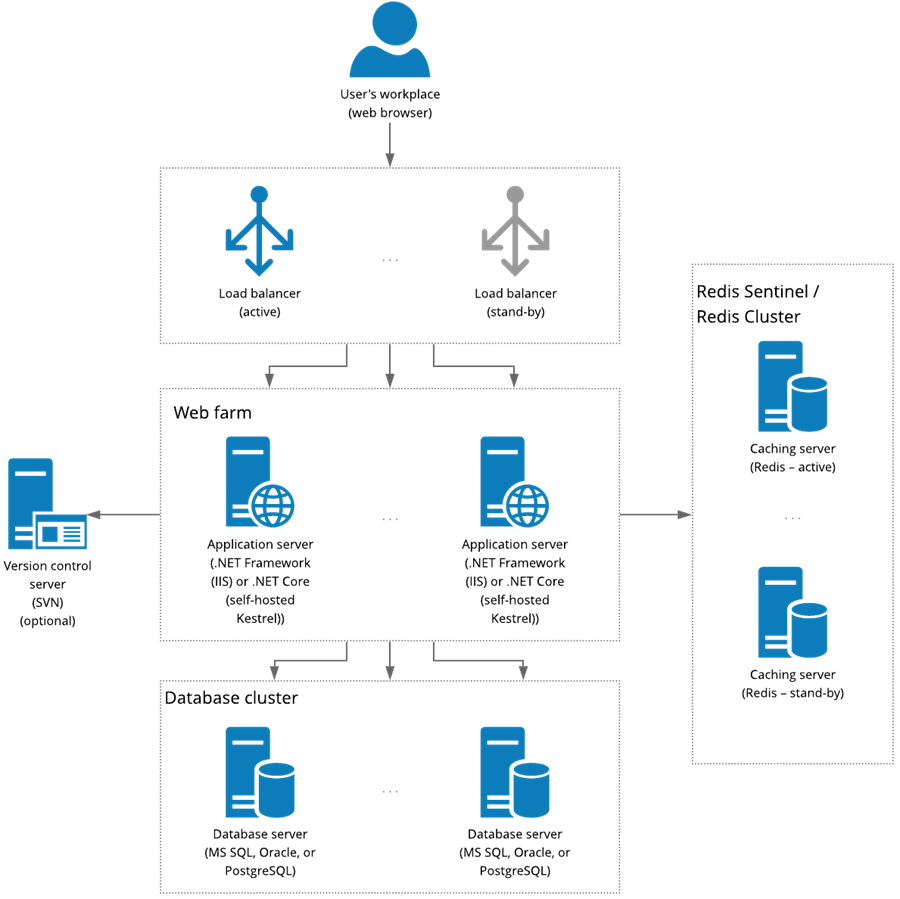 User's workplace
(web browser)
...
Load balancer
(active)
Load balancer
(stand-by)
Redis Sentinel /
Redis Cluster
Caching server
(Redis – active)
...
Caching server
(Redis – stand-by)
Web farm
...
Application server
(.NET Framework
(IIS) or .NET Core
(self-hosted
Kestrel))
Application server
(.NET Framework
(IIS) or .NET Core
(self-hosted
Kestrel))
Version control
server
(SVN)
(optional)
Database cluster
...
Database server
(MS SQL, Oracle, or
PostgreSQL)
Database server
(MS SQL, Oracle, or
PostgreSQL)